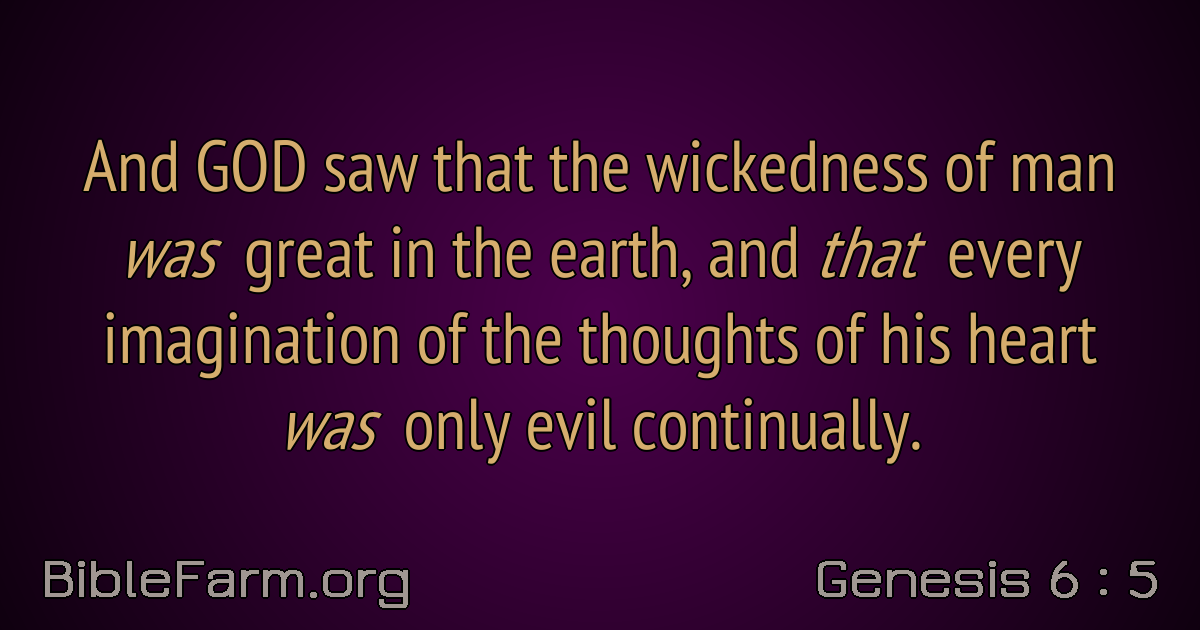 And GOD saw that the wickedness of man
was great in the earth, and that every
imagination of the thoughts of his heart
was only evil continually.
BibleFarm.org
Genesis 6 : 5